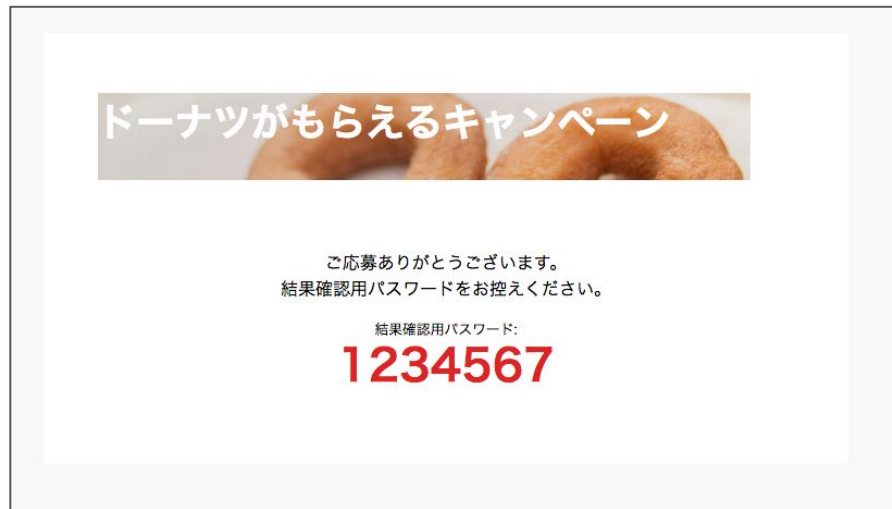 ドーナツがもらえるキャンペーン
ご応募ありがとうございます。
結果確認用パスワードをお控えください。
結果確認用パスワード:
1234567